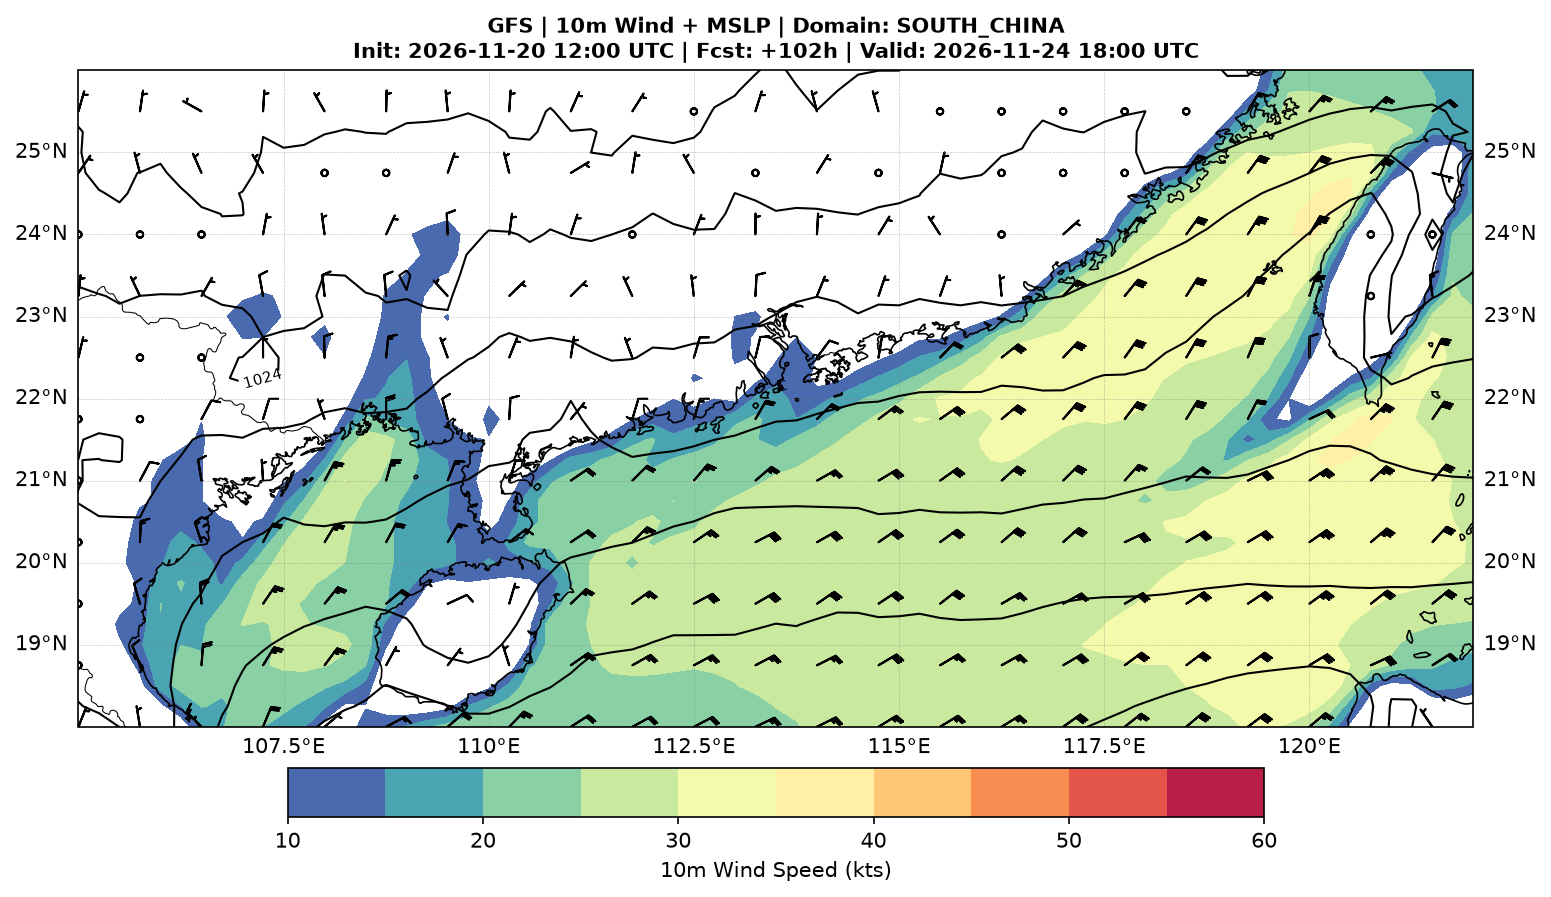 GFS | 10m Wind + MSLP | Domain: SOUTH_CHINA
Init: 2026-11-20 12:00 UTC | Fcst: +102h | Valid: 2026-11-24 18:00 UTC
25°N 25°N
24°N 24°N
23°N 23°N
1024
22°N 22°N
21°N 21°N
20°N 20°N
19°N 19°N
107.5°E 110°E 112.5°E 115°E 117.5°E 120°E
10 20 30 40 50 60
10m Wind Speed (kts)